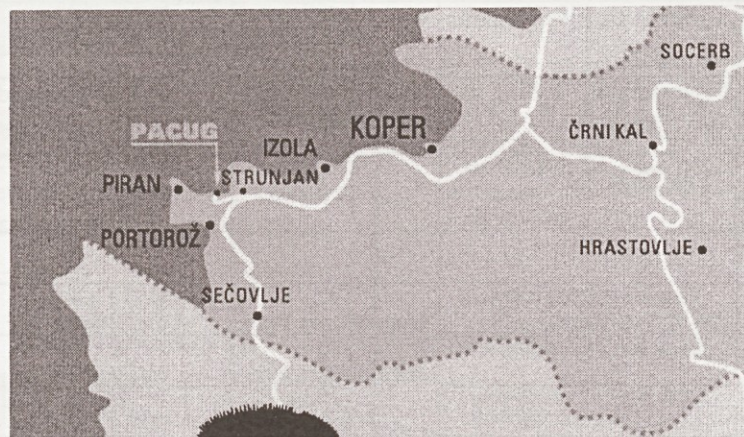 SOCERB
KOPER
ČRNI KAL
PACUG
IZOLA
STRUNJAN
PIRAN
PORTOROŽ
HRASTOVLJE
SEČOVLJE